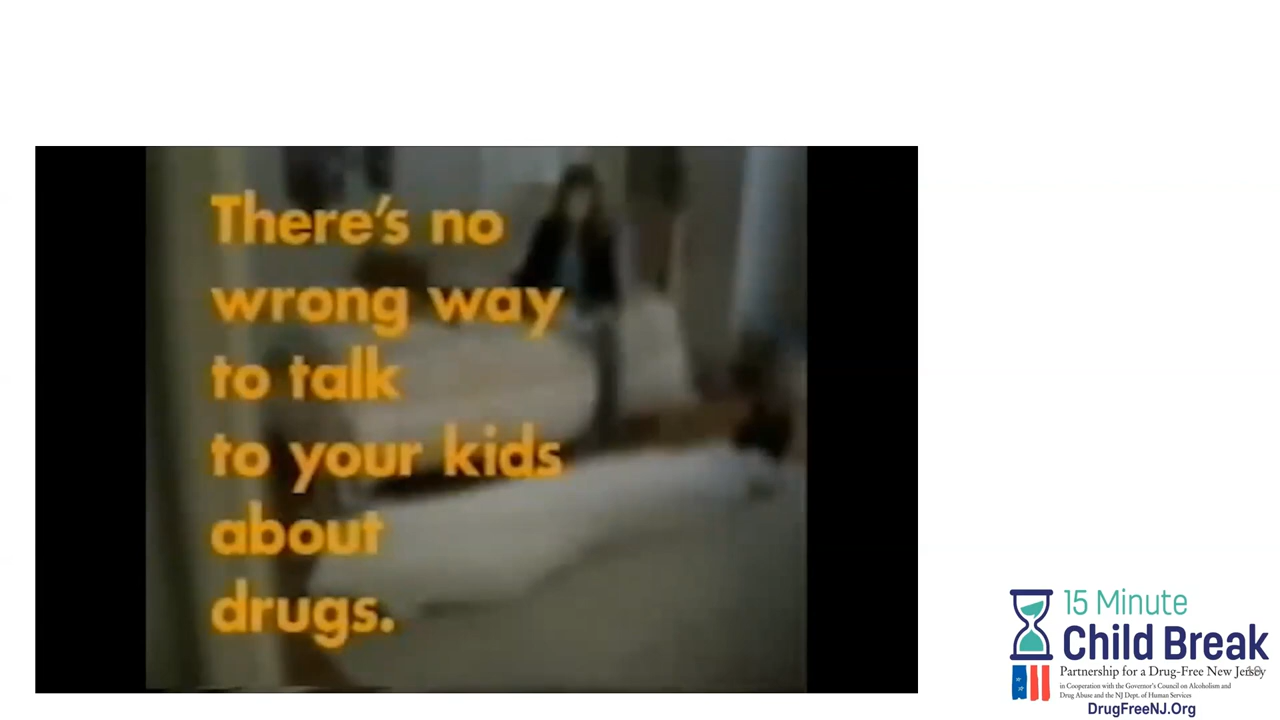 There's no
wrong way
to talk
to your kids
about
drugs.
15 Minute
Child Break
Partnership for a Drug-Free New Jersey
in Cooperation with the Governor's Council on Alcoholism and
Drug Abuse and the NJ Dept. of Human Services
DrugFreeNJ.Org